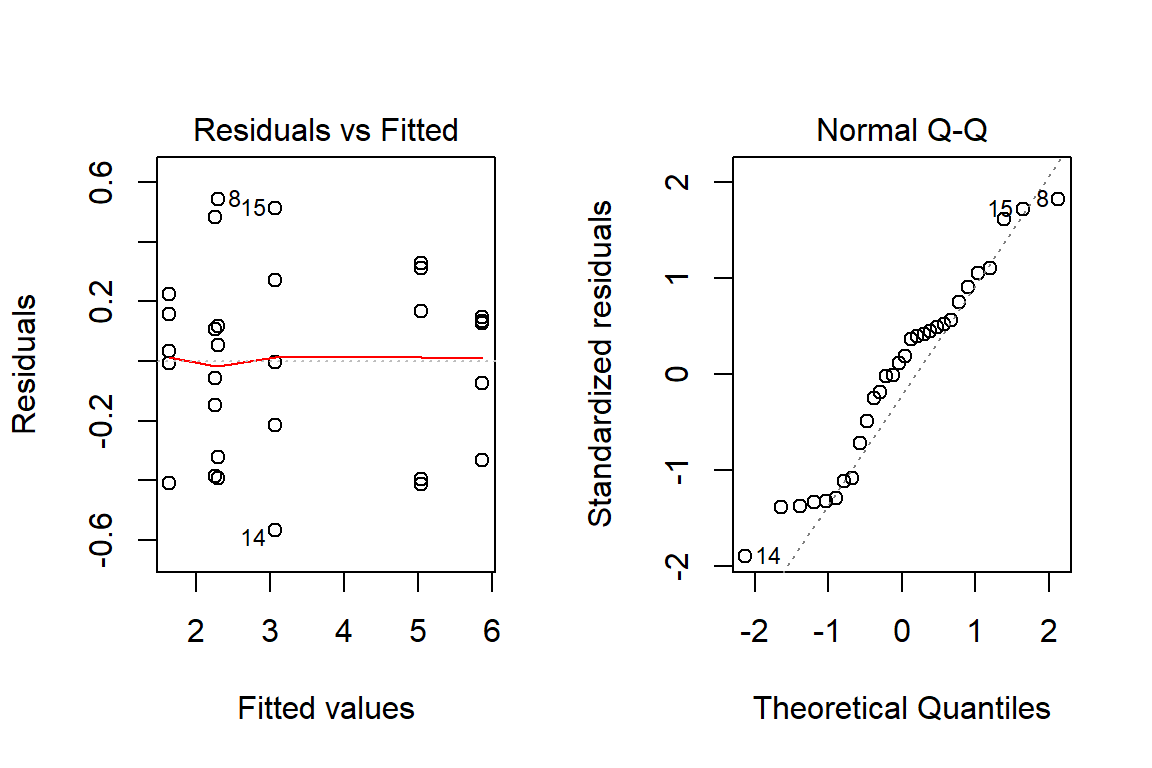 Residuals vs Fitted
Residuals
0.6
0.2
-0.2
-0.6
8
15
14
2 3 4 5 6
Fitted values
Normal Q-Q
Standardized residuals
2
1
0
-1
-2
15
8
14
-2 -1 0 1 2
Theoretical Quantiles